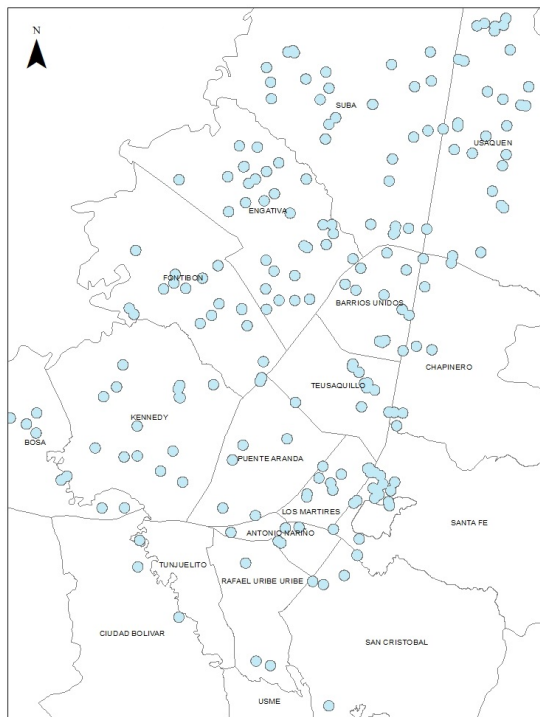 N
SUBA
USAQUEN
ENGATIVA
FONTIBON
BARRIOS UNIDOS
CHAPINERO
TEUSAQUILLO
KENNEDY
BOSA
PUENTE ARANDA
LOS MARTIRES
SANTA FE
ANTONIO NARIÑO
TUNJUELITO
RAFAEL URIBE URIBE
CIUDAD BOLIVAR
SAN CRISTOBAL
USME